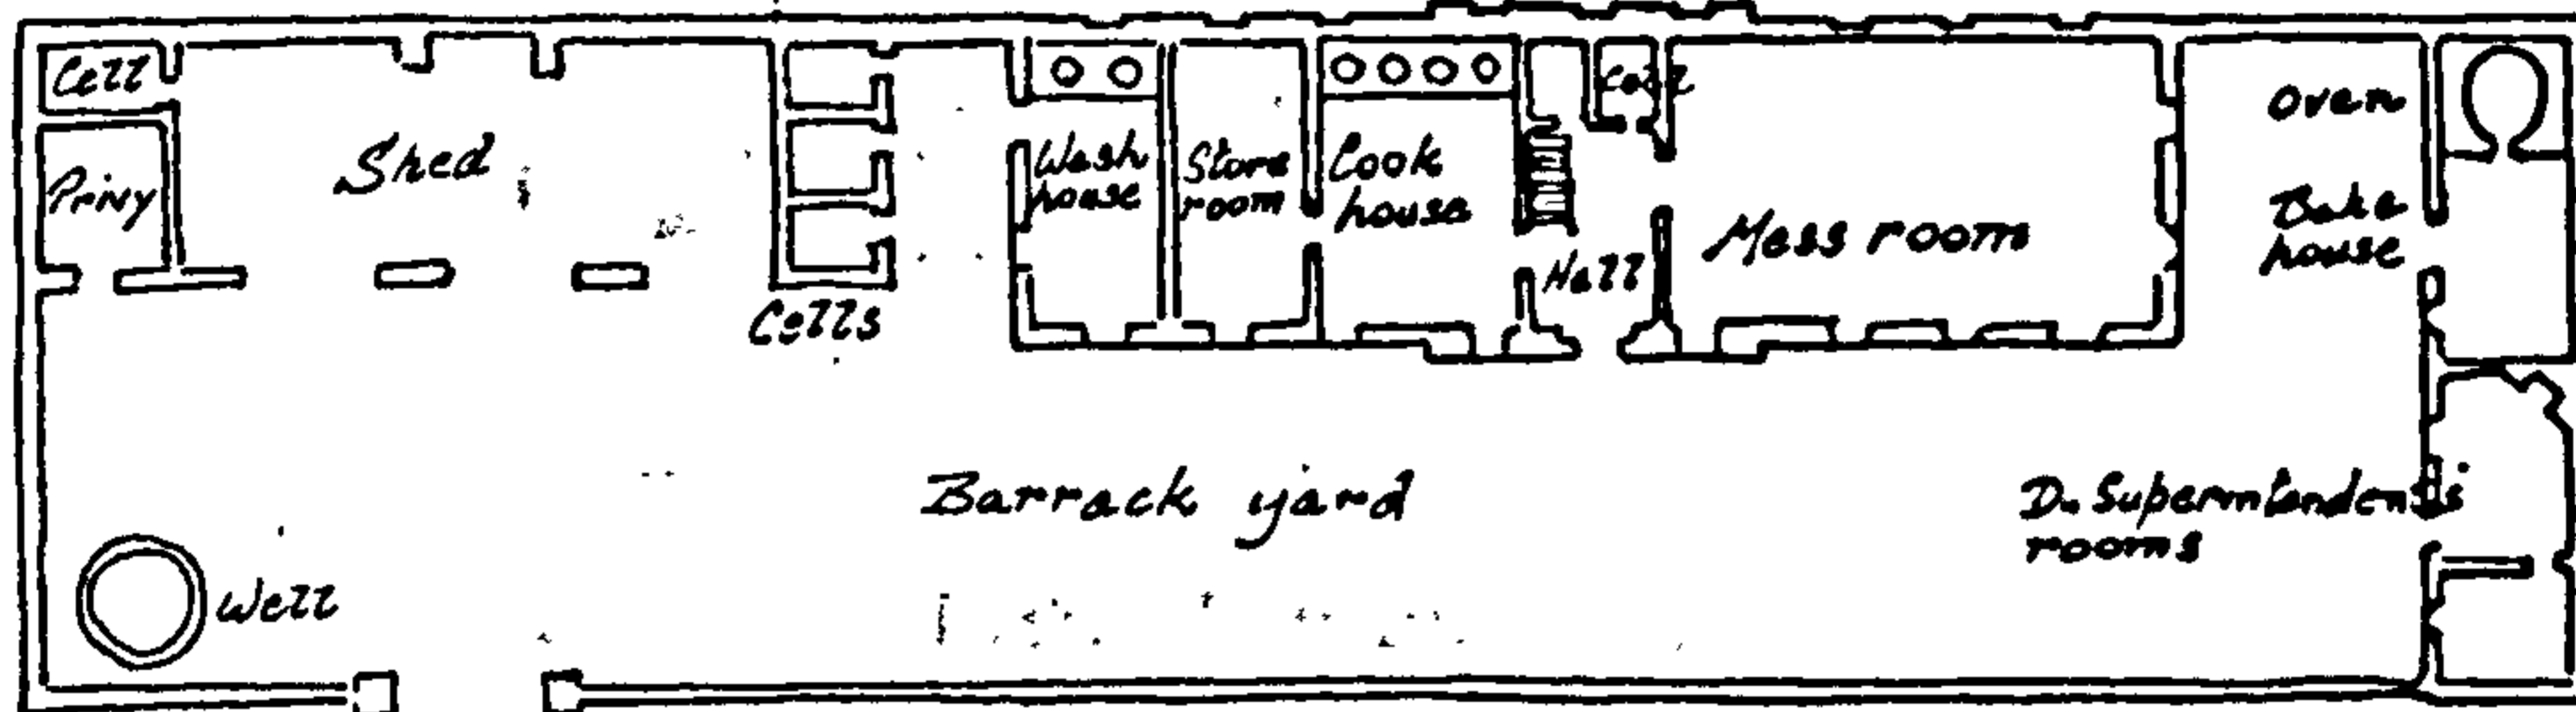 Cell
Privy
Shed
Cells
Wash
house
Store
room
Cook
house
Cell
Hall
Mess room
Oven
Bake
house
Barrack yard
D. Superintendent's
rooms
Well